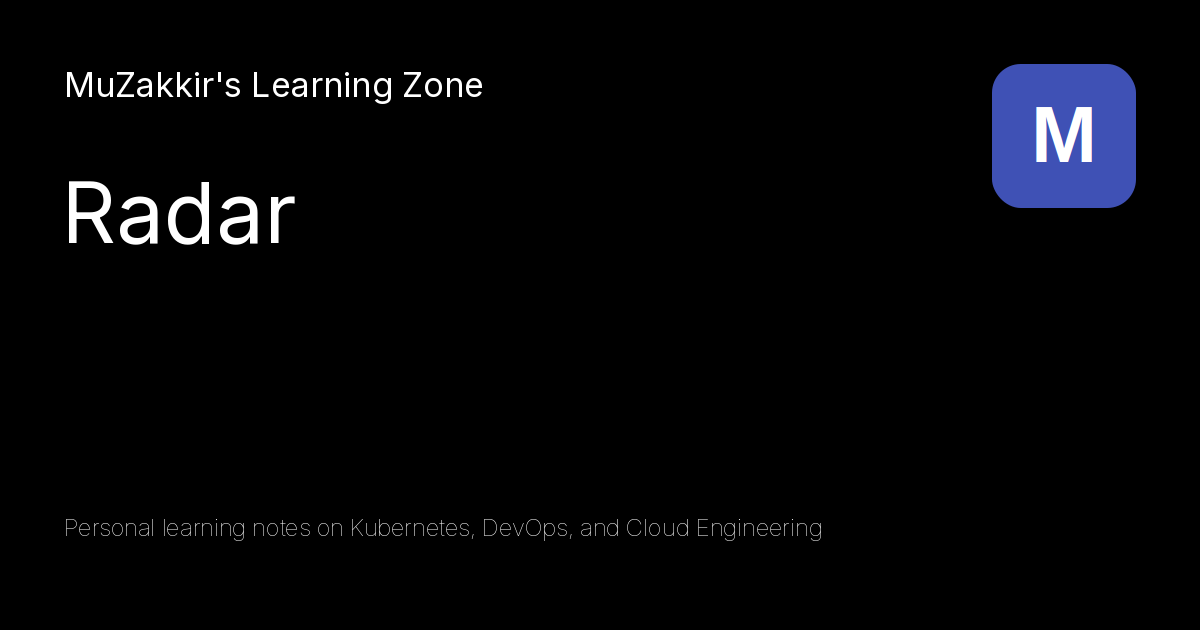 MuZakkir's Learning Zone
M
Radar
Personal learning notes on Kubernetes, DevOps, and Cloud Engineering